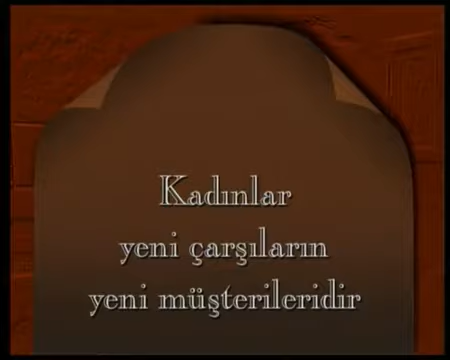 Kadınlar
yeni çarşıların
yeni müşterileridir